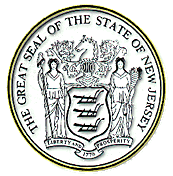 THE GREAT SEAL OF THE STATE OF NEW JERSEY
LIBERTY AND PROSPERITY
1776